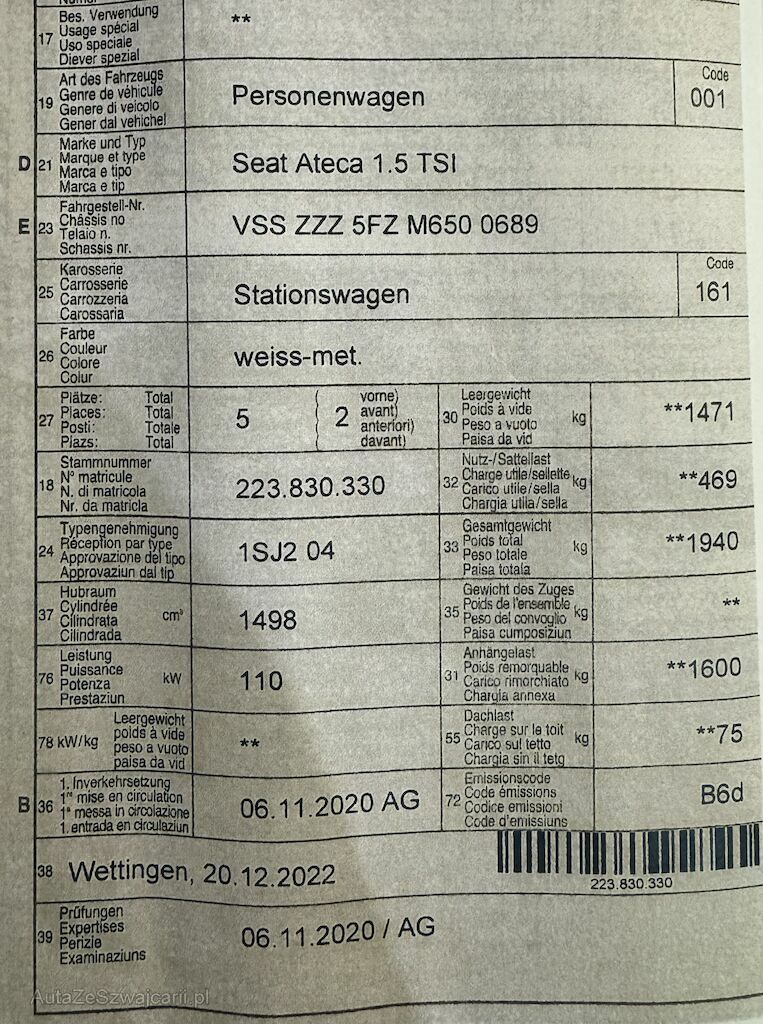 17 Bes. Verwendung
Usage spécial
Uso speciale
Diever spezial
**
19 Art des Fahrzeugs
Genre de véhicule
Genere di veicolo
Gener dal vehichel
Personenwagen
Code
001
D 21 Marke und Typ
Marque et type
Marca e tipo
Marca e tip
Seat Ateca 1.5 TSI
E 23 Fahrgestell-Nr.
Châssis no
Telaio n.
Schassis nr.
VSS ZZZ 5FZ M650 0689
25 Karosserie
Carrosserie
Carrozzeria
Carossaria
Stationswagen
Code
161
26 Farbe
Couleur
Colore
Colur
weiss-met.
27 Plätze: Total
Places: Total
Posti: Totale
Plazs: Total
5
( 2 vorne)
avant)
anteriori)
davant)
30 Leergewicht
Poids à vide
Peso a vuoto
Paisa da vid
kg
**1471
18 Stammnummer
N° matricule
N. di matricola
Nr. da matricla
223.830.330
32 Nutz-/Sattellast
Charge utile/sellette
Carico utile/sella
Chargia utila/sella
kg
**469
24 Typengenehmigung
Réception par type
Approvazione del tipo
Approvaziun dal tip
1SJ2 04
33 Gesamtgewicht
Poids total
Peso totale
Paisa totala
kg
**1940
37 Hubraum
Cylindrée
Cilindrata
Cilindrada
cm³
1498
35 Gewicht des Zuges
Poids de l'ensemble
Peso del convoglio
Paisa cumposiziun
kg
**
76 Leistung
Puissance
Potenza
Prestaziun
kW
110
31 Anhängelast
Poids remorquable
Carico rimorchiato
Chargia annexa
kg
**1600
78 kW/kg
Leergewicht
poids à vide
peso a vuoto
paisa da vid
**
55 Dachlast
Charge sur le toit
Carico sul tetto
Chargia sin il tetg
kg
**75
B 36 1. Inverkehrsetzung
1re mise en circulation
1a messa in circolazione
1. entrada en circulaziun
06.11.2020 AG
72 Emissionscode
Code émissions
Codice emissioni
Code d'emissiuns
B6d
38 Wettingen, 20.12.2022
223.830.330
39 Prüfungen
Expertises
Perizie
Examinaziuns
06.11.2020 / AG
AutaZeSzwajcarii.pl